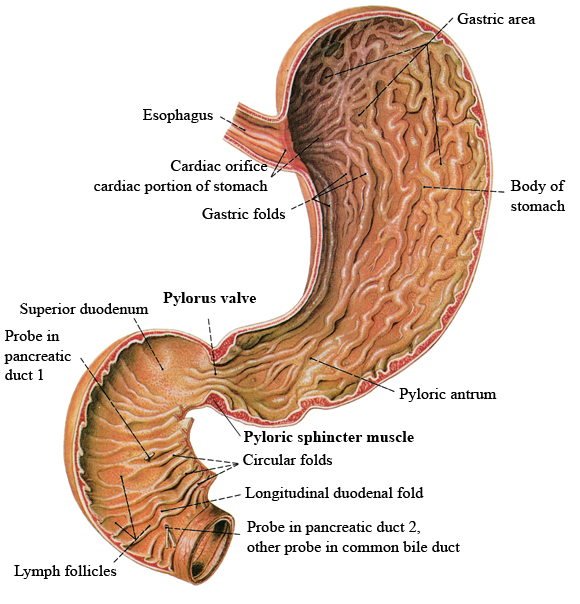 Gastric area
Esophagus
Cardiac orifice
cardiac portion of stomach
Body of
stomach
Gastric folds
Pylorus valve
Superior duodenum
Probe in
pancreatic
duct 1
Pyloric antrum
Pyloric sphincter muscle
Circular folds
Longitudinal duodenal fold
Probe in pancreatic duct 2,
other probe in common bile duct
Lymph follicles